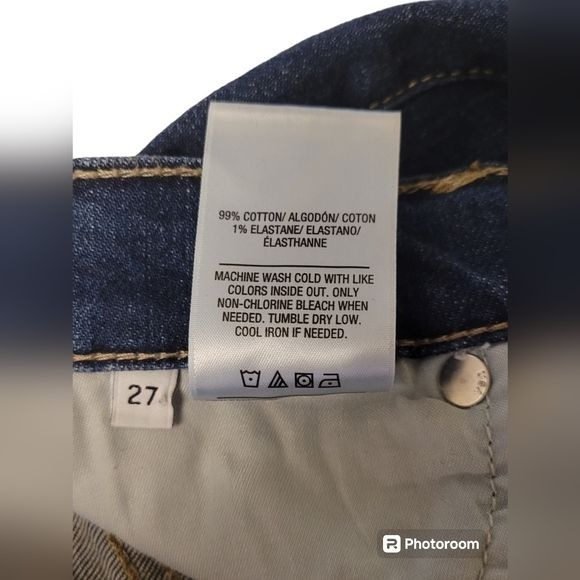 99% COTTON/ ALGODÓN/ COTON
1% ELASTANE/ ELASTANO/
ÉLASTHANNE
MACHINE WASH COLD WITH LIKE
COLORS INSIDE OUT. ONLY
NON-CHLORINE BLEACH WHEN
NEEDED. TUMBLE DRY LOW.
COOL IRON IF NEEDED.
27
R Photoroom